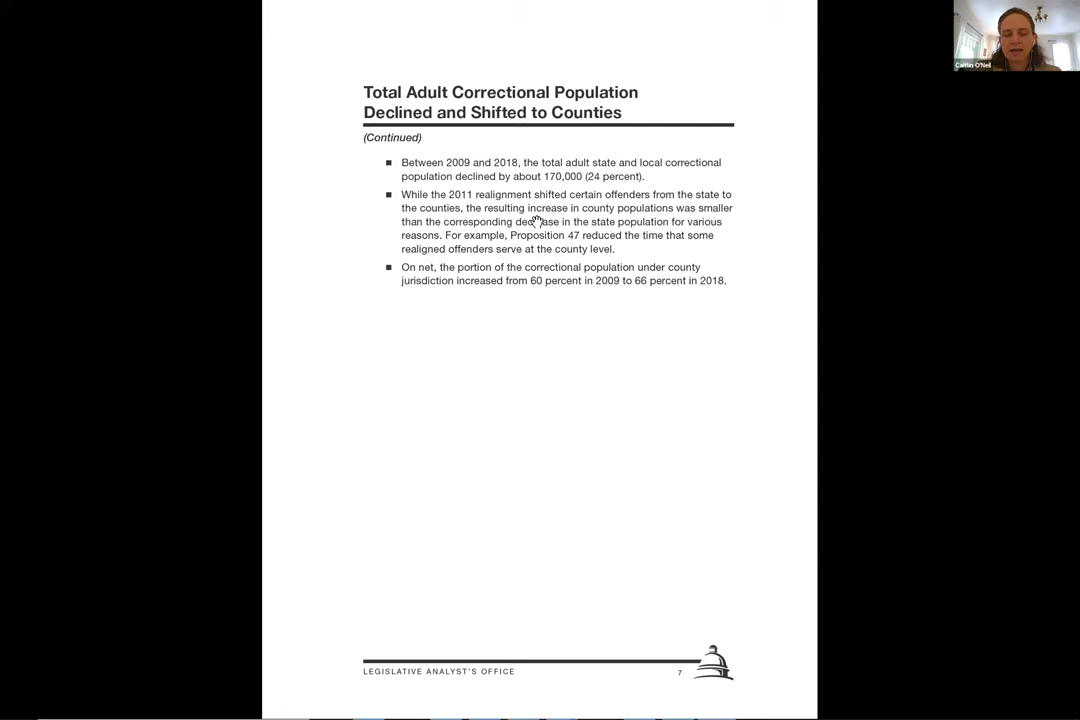 Caitlin O'Neil
Total Adult Correctional Population
Declined and Shifted to Counties
(Continued)
■ Between 2009 and 2018, the total adult state and local correctional
population declined by about 170,000 (24 percent).
■ While the 2011 realignment shifted certain offenders from the state to
the counties, the resulting increase in county populations was smaller
than the corresponding decrease in the state population for various
reasons. For example, Proposition 47 reduced the time that some
realigned offenders serve at the county level.
■ On net, the portion of the correctional population under county
jurisdiction increased from 60 percent in 2009 to 66 percent in 2018.
LEGISLATIVE ANALYST'S OFFICE
7